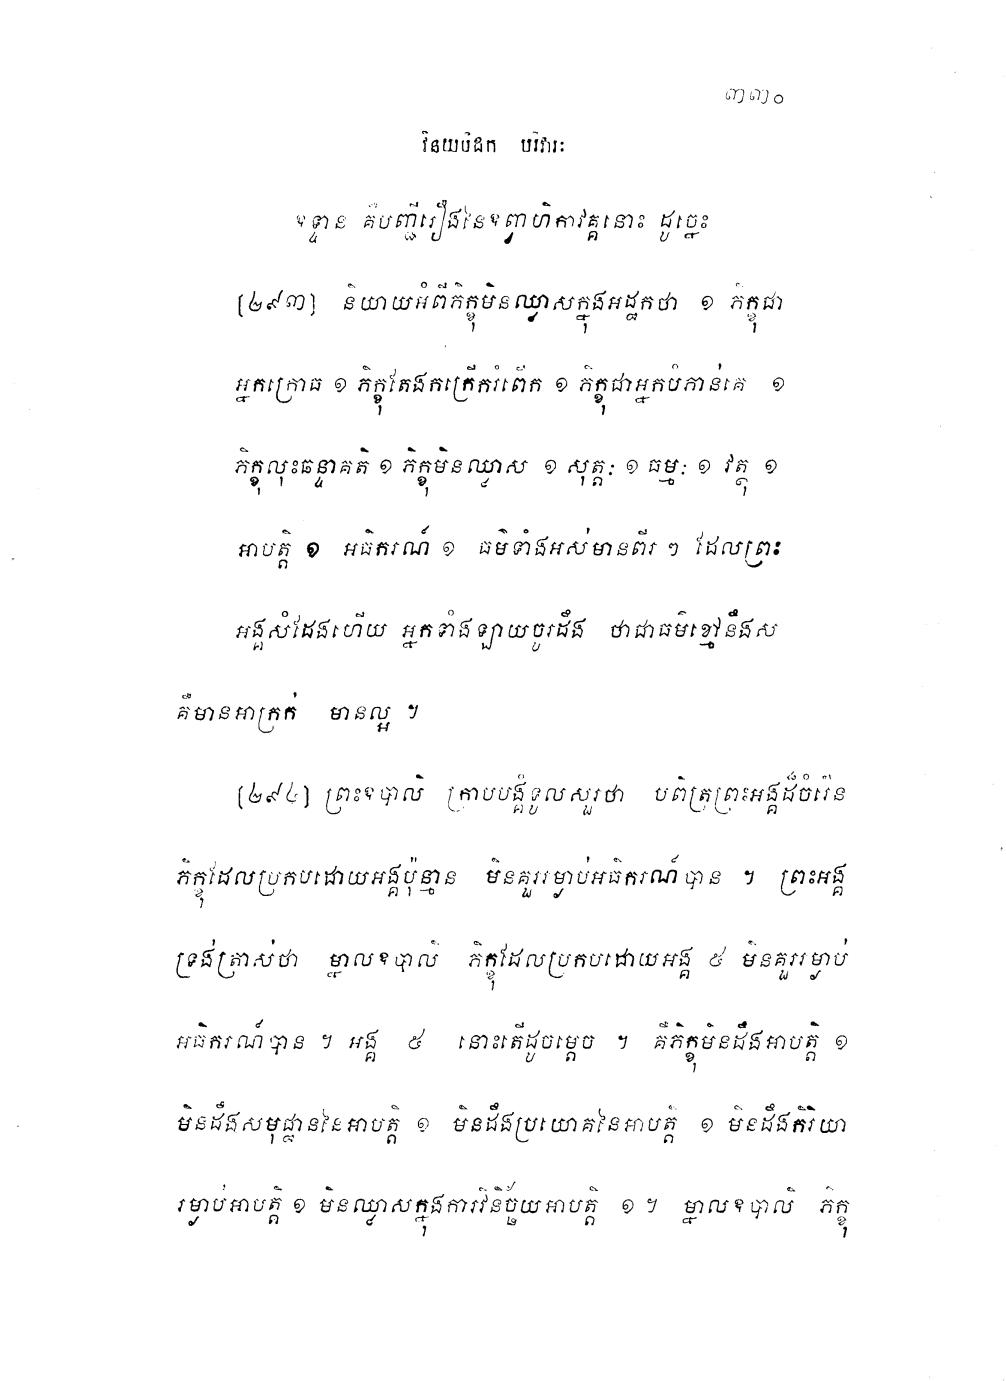 ៣៣០
វិនយបិដក បរិវារៈ
ឧទ្ទាន គឺបញ្ជីរឿងនៃឧព្វាហិកាវគ្គនោះ ដូច្នេះ
(២៩៣) និយាយអំពីភិក្ខុមិនឈ្លាសក្នុងអដ្ឋកថា ១ ភិក្ខុជា
អ្នកក្រោធ ១ ភិក្ខុតែងកក្រើករំពើក ១ ភិក្ខុជាអ្នកបំភាន់គេ ១
ភិក្ខុលុះឆន្ទាគតិ ១ ភិក្ខុមិនឈ្លាស ១ សុត្តៈ ១ ធម្មៈ ១ វត្ថុ ១
អាបត្តិ ១ អធិករណ៍ ១ ធម៌ទាំងអស់មានពីរ ៗ ដែលព្រះ
អង្គសំដែងហើយ អ្នកទាំងឡាយចូរដឹង ថាជាធម៌ខ្មៅនឹងស
គឺមានអាក្រក់ មានល្អ ។
(២៩៤) ព្រះឧបាលិ ក្រាបបង្គំទូលសួរថា បពិត្រព្រះអង្គដ៏ចំរើន
ភិក្ខុដែលប្រកបដោយអង្គប៉ុន្មាន មិនគួររម្ងាប់អធិករណ៍បាន ។ ព្រះអង្គ
ទ្រង់ត្រាស់ថា ម្នាលឧបាលិ ភិក្ខុដែលប្រកបដោយអង្គ ៥ មិនគួររម្ងាប់
អធិករណ៍បាន ។ អង្គ ៥ នោះតើដូចម្តេច ។ គឺភិក្ខុមិនដឹងអាបត្តិ ១
មិនដឹងសមុដ្ឋាននៃអាបត្តិ ១ មិនដឹងប្រយោគនៃអាបត្តិ ១ មិនដឹងកិរិយា
រម្ងាប់អាបត្តិ ១ មិនឈ្លាសក្នុងការវិនិច្ឆ័យអាបត្តិ ១ ។ ម្នាលឧបាលិ ភិក្ខុ